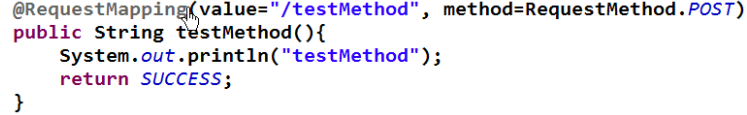 @RequestMapping(value="/testMethod", method=RequestMethod.POST)
public String testMethod(){
System.out.println("testMethod");
return SUCCESS;
}